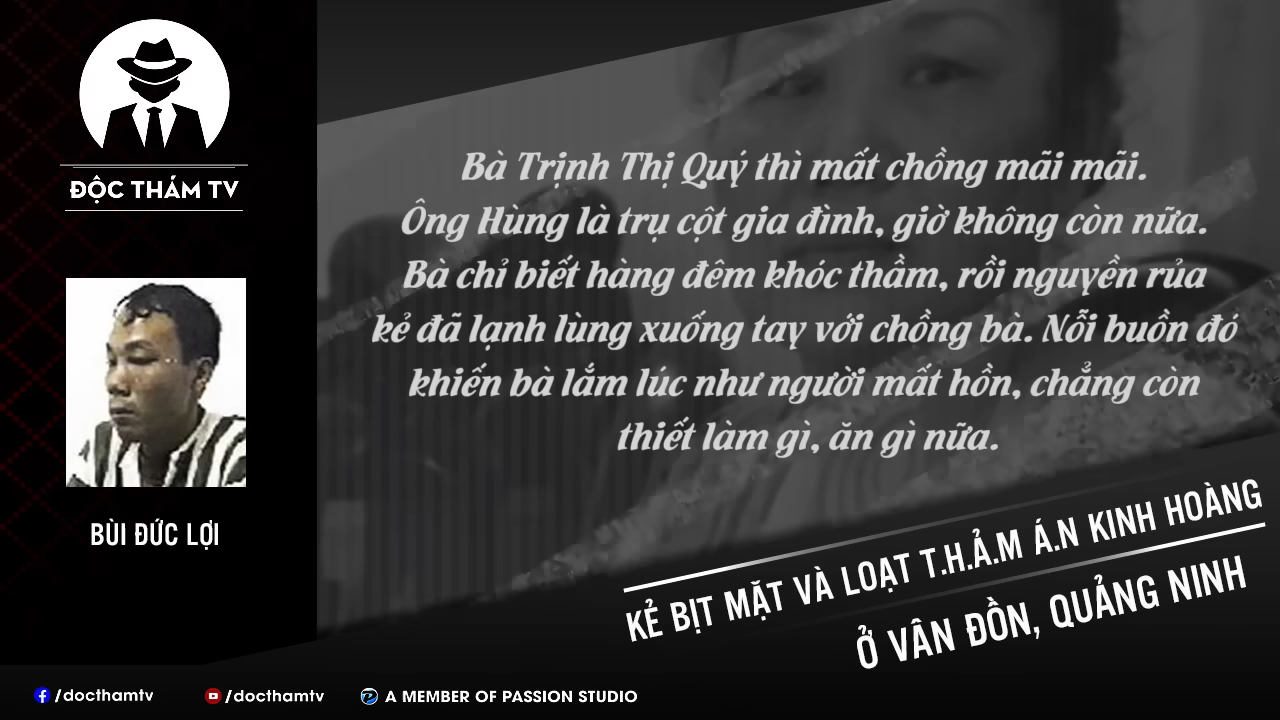 ĐỘC THÁM TV
BÙI ĐỨC LỢI
Bà Trịnh Thị Quý thì mất chồng mãi mãi.
Ông Hùng là trụ cột gia đình, giờ không còn nữa.
Bà chỉ biết hàng đêm khóc thầm, rồi nguyền rủa
kẻ đã lạnh lùng xuống tay với chồng bà. Nỗi buồn đó
khiến bà lắm lúc như người mất hồn, chẳng còn
thiết làm gì, ăn gì nữa.
KẺ BỊT MẶT VÀ LOẠT T.H.Ả.M Á.N KINH HOÀNG
Ở VÂN ĐỒN, QUẢNG NINH
/docthamtv
/docthamtv
A MEMBER OF PASSION STUDIO